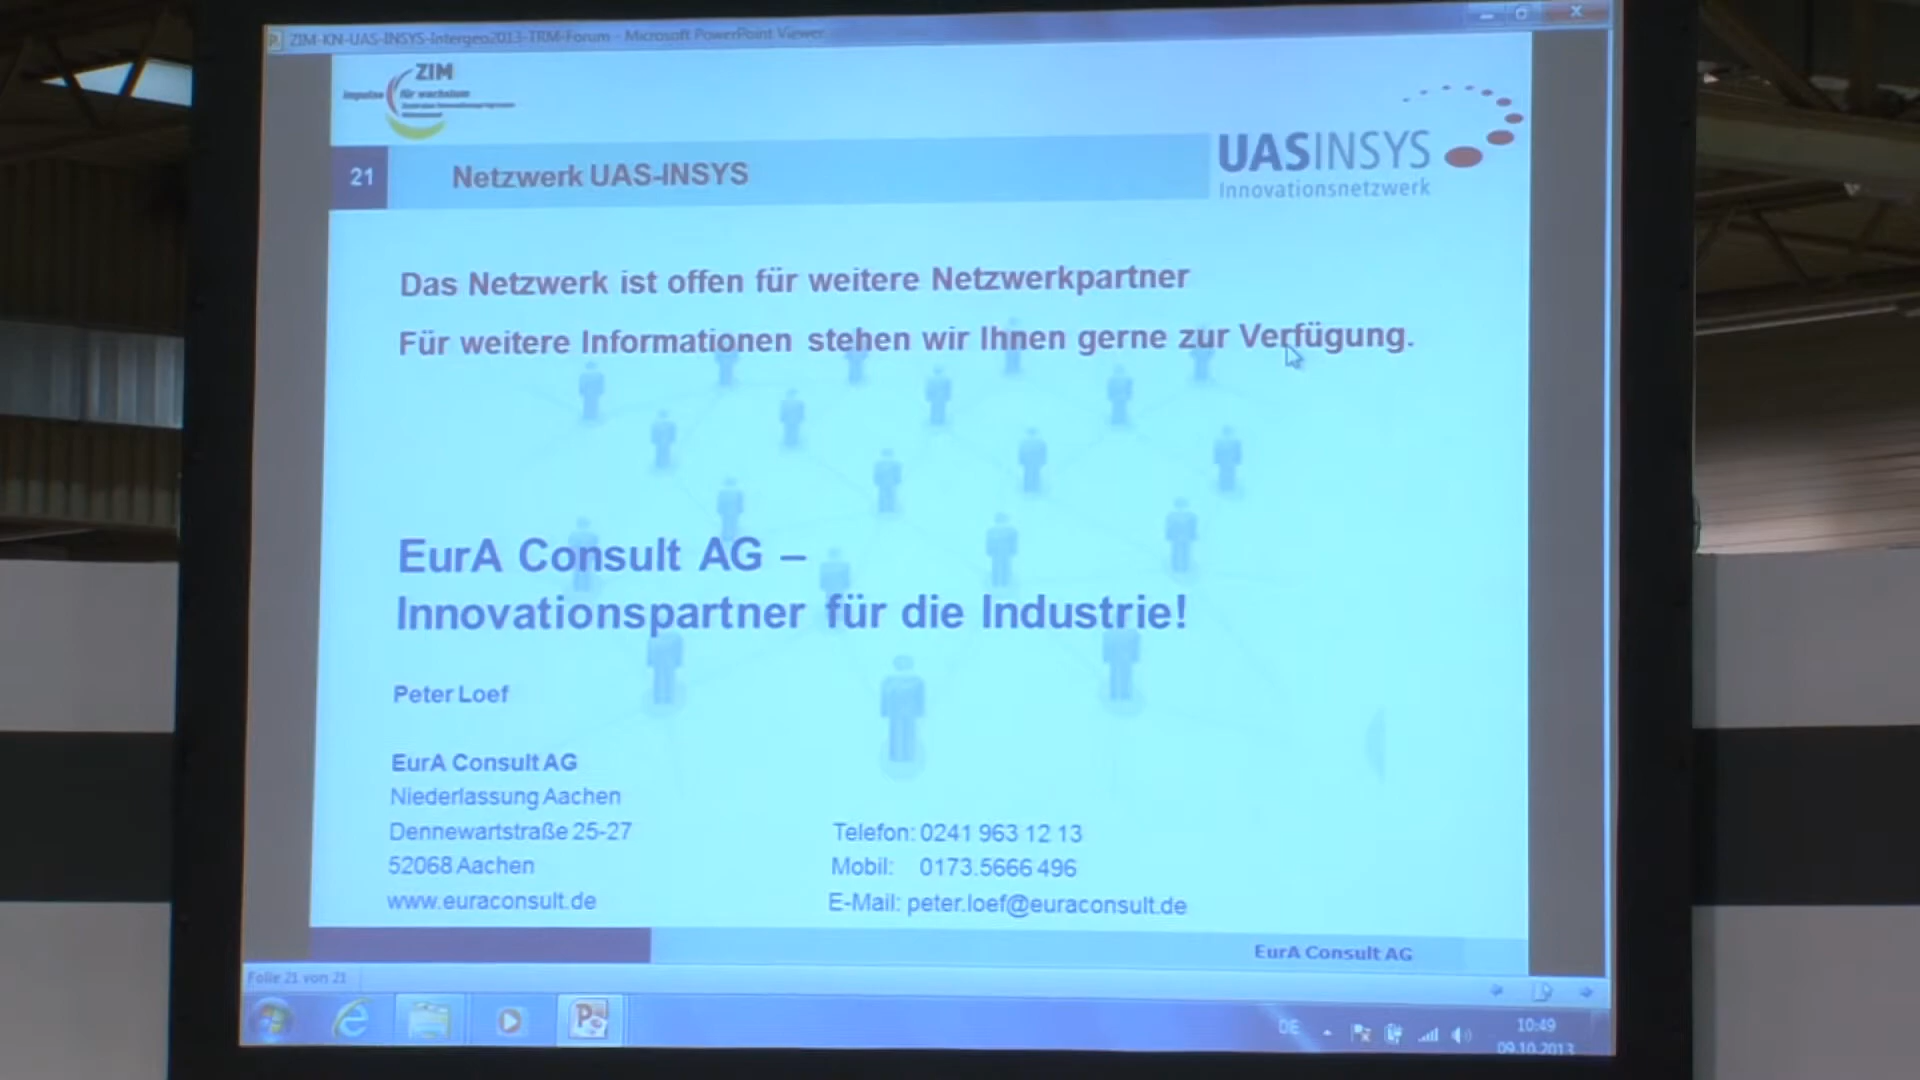 ZIM-KN-UAS-INSYS-Intergeo2013-TRM-Forum - Microsoft PowerPoint Viewer
ZIM
impulse für wachstum
UASINSYS
Innovationsnetzwerk
21
Netzwerk UAS-INSYS
Das Netzwerk ist offen für weitere Netzwerkpartner
Für weitere Informationen stehen wir Ihnen gerne zur Verfügung.
EurA Consult AG –
Innovationspartner für die Industrie!
Peter Loef
EurA Consult AG
Niederlassung Aachen
Dennewartstraße 25-27
52068 Aachen
www.euraconsult.de
Telefon: 0241 963 12 13
Mobil: 0173.5666 496
E-Mail: peter.loef@euraconsult.de
EurA Consult AG
Folie 21 von 21
DE
10:49
09.10.2013